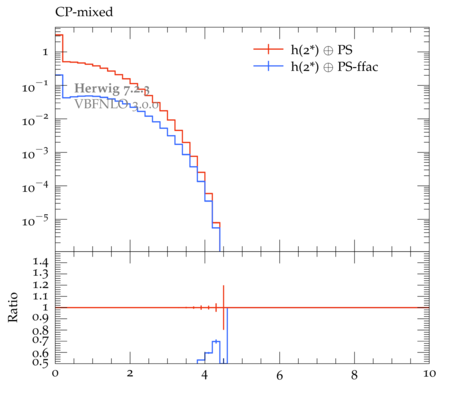 CP-mixed
h(2*) ⊕ PS
h(2*) ⊕ PS-ffac
1
10⁻¹
Herwig 7.2.3
VBFNLO 3.0.0
10⁻²
10⁻³
10⁻⁴
10⁻⁵
1.4
1.3
1.2
1.1
1
0.9
0.8
0.7
0.6
0.5
Ratio
0 2 4 6 8 10